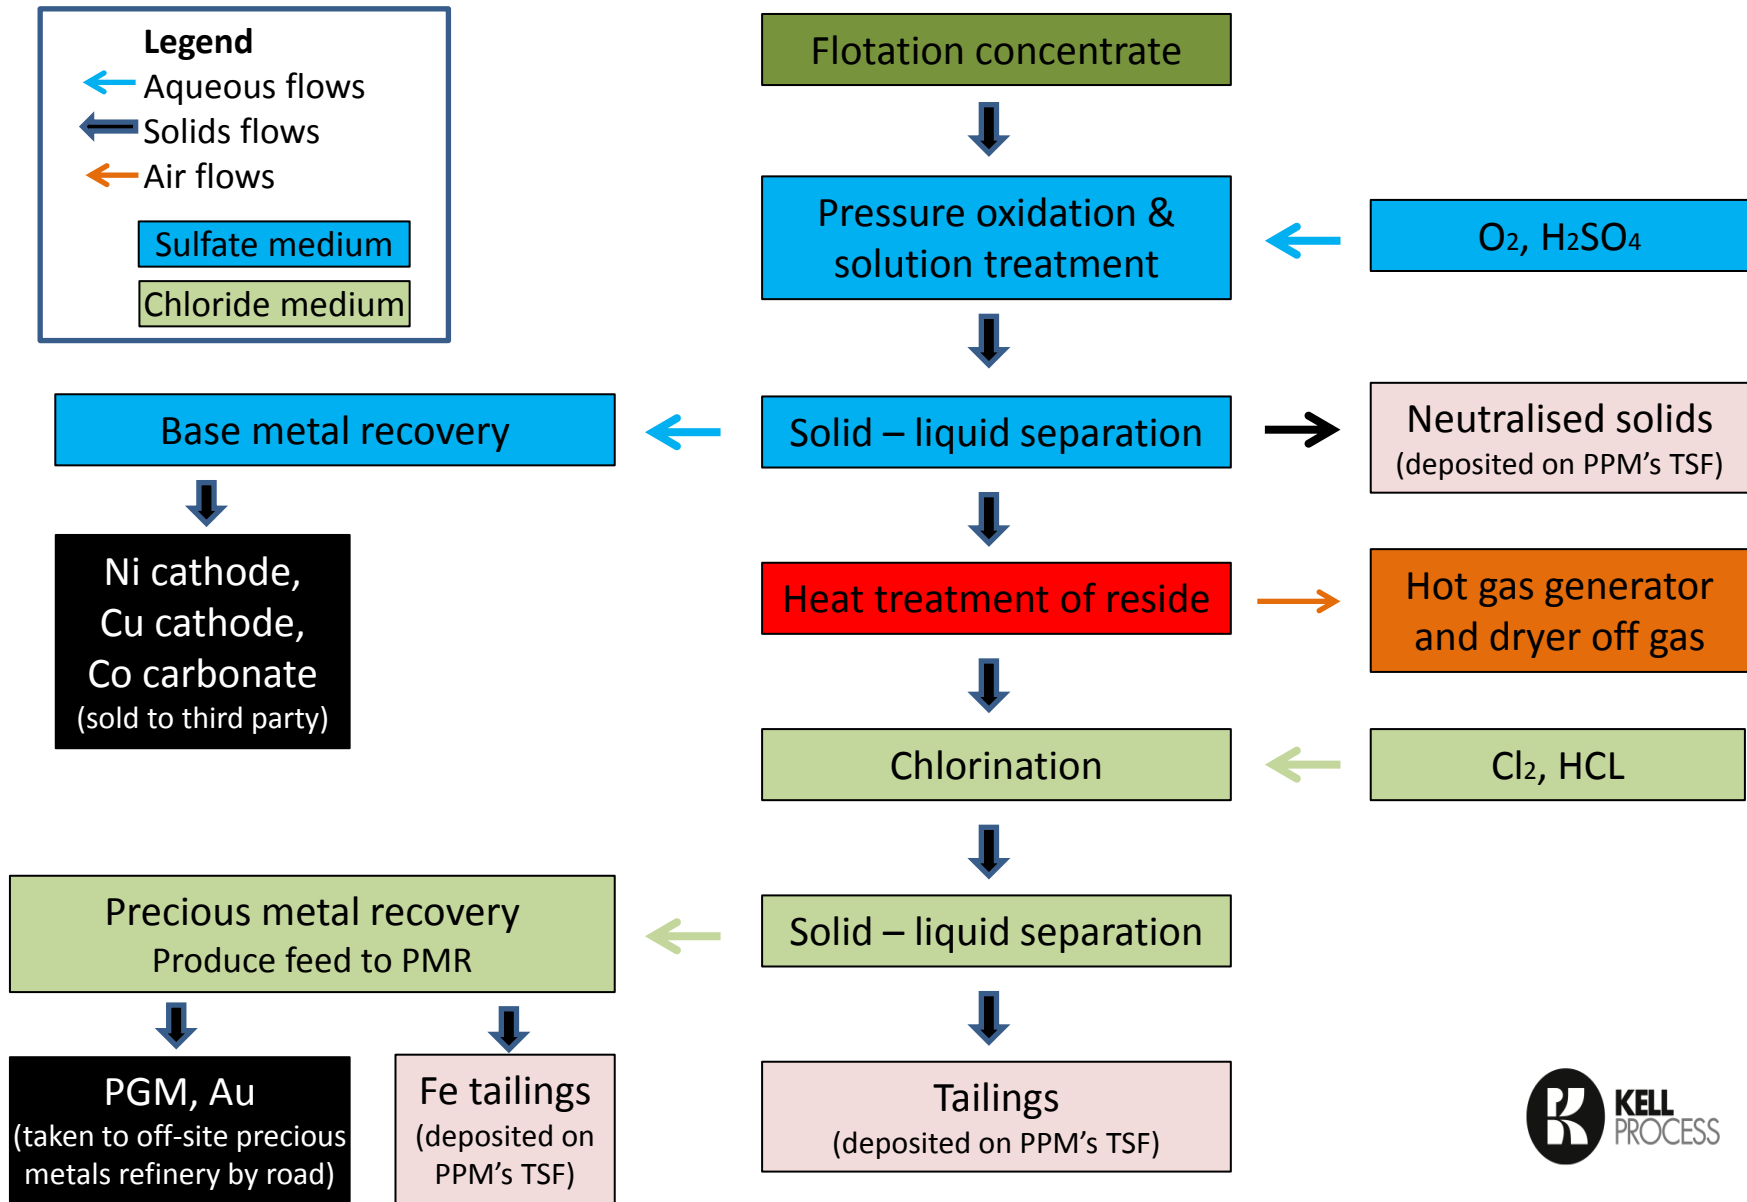 Legend
Aqueous flows
Solids flows
Air flows
Sulfate medium
Chloride medium
Flotation concentrate
Pressure oxidation &
solution treatment
O₂, H₂SO₄
Base metal recovery
Solid – liquid separation
Neutralised solids
(deposited on PPM’s TSF)
Ni cathode,
Cu cathode,
Co carbonate
(sold to third party)
Heat treatment of reside
Hot gas generator
and dryer off gas
Chlorination
Cl₂, HCL
Precious metal recovery
Produce feed to PMR
Solid – liquid separation
PGM, Au
(taken to off-site precious
metals refinery by road)
Fe tailings
(deposited on
PPM’s TSF)
Tailings
(deposited on PPM’s TSF)
KELL
PROCESS